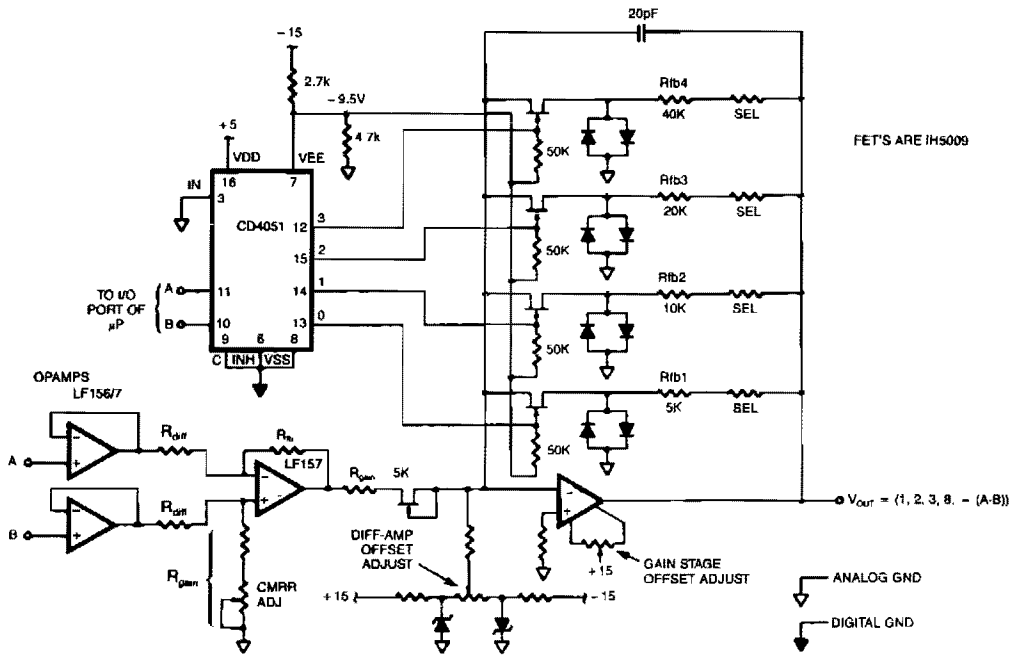 20pF
− 15
2.7k
− 9.5V
4.7k
+5
VDD
VEE
16
7
IN
3
CD4051
12
3
15
2
14
1
13
0
A
11
B
10
TO I/O
PORT OF
µP
9
6
8
C
INH
VSS
Rfb4
40K
SEL
50K
FET'S ARE IH5009
Rfb3
20K
SEL
50K
Rfb2
10K
SEL
50K
Rfb1
5K
SEL
50K
OPAMPS
LF156/7
A
−
+
Rdiff
Rfb
LF157
−
+
Rgain
5K
B
−
+
Rdiff
Rgain
CMRR
ADJ
DIFF-AMP
OFFSET
ADJUST
+15
− 15
−
+
+15
GAIN STAGE
OFFSET ADJUST
VOUT = (1, 2, 3, 8, − (A-B))
ANALOG GND
DIGITAL GND